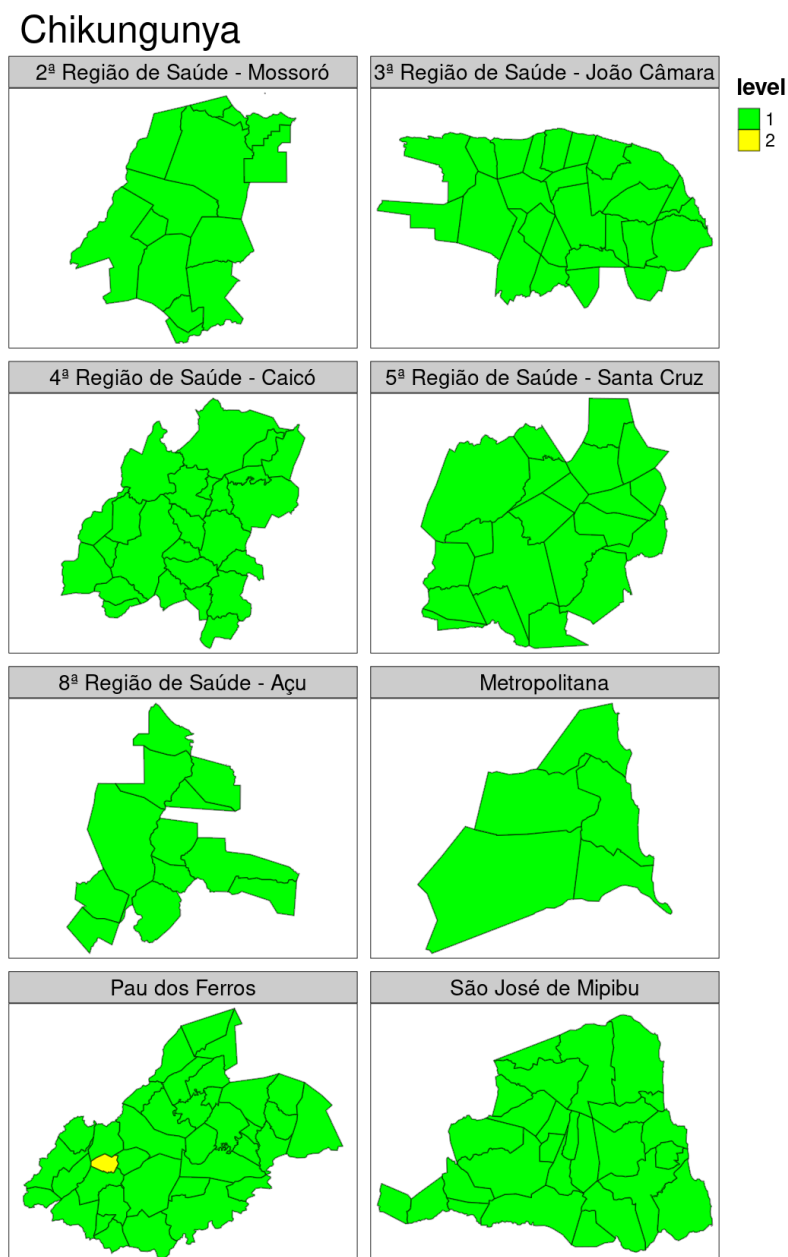 Chikungunya
2ª Região de Saúde - Mossoró
3ª Região de Saúde - João Câmara
level
1
2
4ª Região de Saúde - Caicó
5ª Região de Saúde - Santa Cruz
8ª Região de Saúde - Açu
Metropolitana
Pau dos Ferros
São José de Mipibu